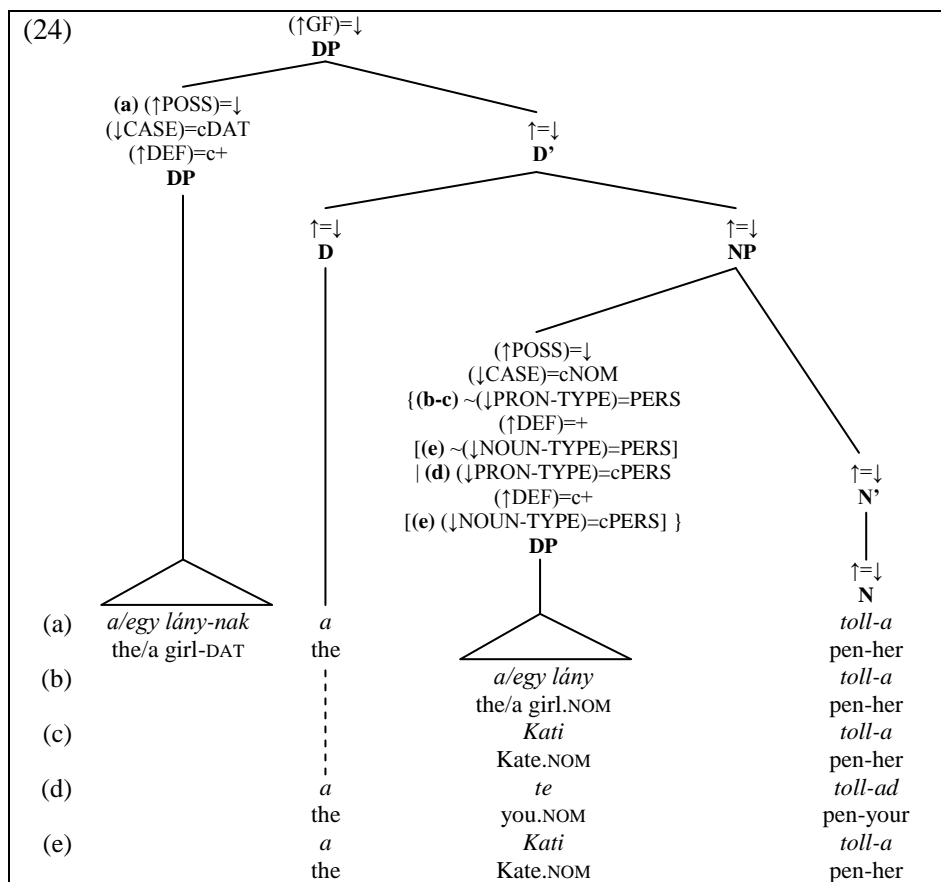 (24)
(↑GF)=↓
DP
(a) (↑POSS)=↓
(↓CASE)=cDAT
(↑DEF)=c+
DP
↑=↓
D’
↑=↓
D
↑=↓
NP
(↑POSS)=↓
(↓CASE)=cNOM
{(b-c) ~(↓PRON-TYPE)=PERS
(↑DEF)=+
[(e) ~(↓NOUN-TYPE)=PERS]
| (d) (↓PRON-TYPE)=cPERS
(↑DEF)=c+
[(e) (↓NOUN-TYPE)=cPERS] }
DP
↑=↓
N’
↑=↓
N
(a) a/egy lány-nak a toll-a
the/a girl-DAT the pen-her
(b) a/egy lány toll-a
the/a girl.NOM pen-her
(c) Kati toll-a
Kate.NOM pen-her
(d) a te toll-ad
the you.NOM pen-your
(e) a Kati toll-a
the Kate.NOM pen-her